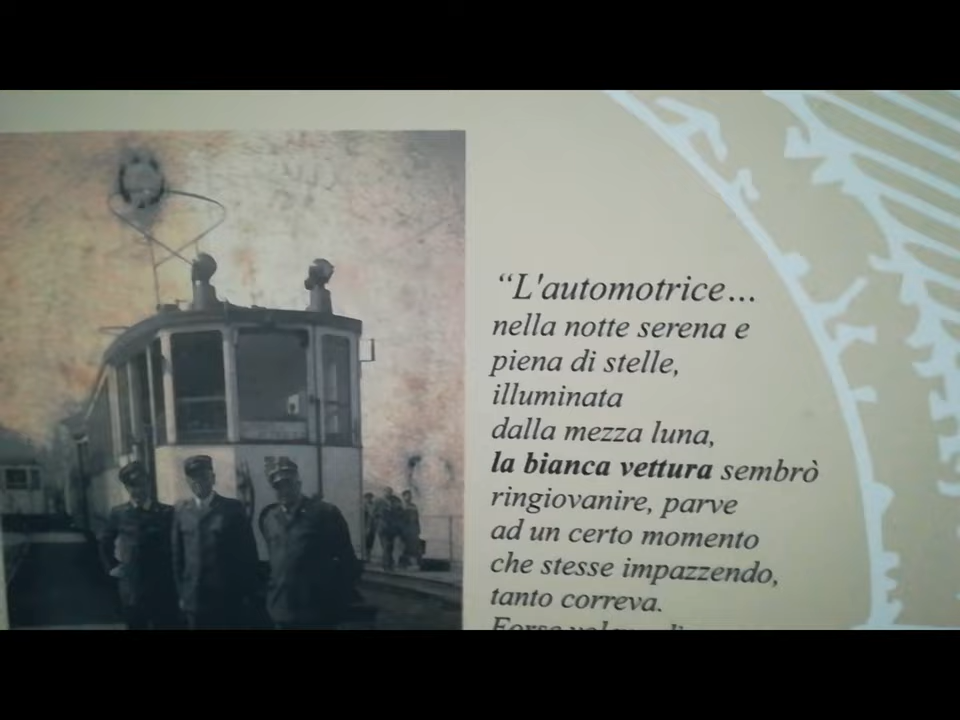 “L'automotrice...
nella notte serena e
piena di stelle,
illuminata
dalla mezza luna,
la bianca vettura sembrò
ringiovanire, parve
ad un certo momento
che stesse impazzendo,
tanto correva.
Forse